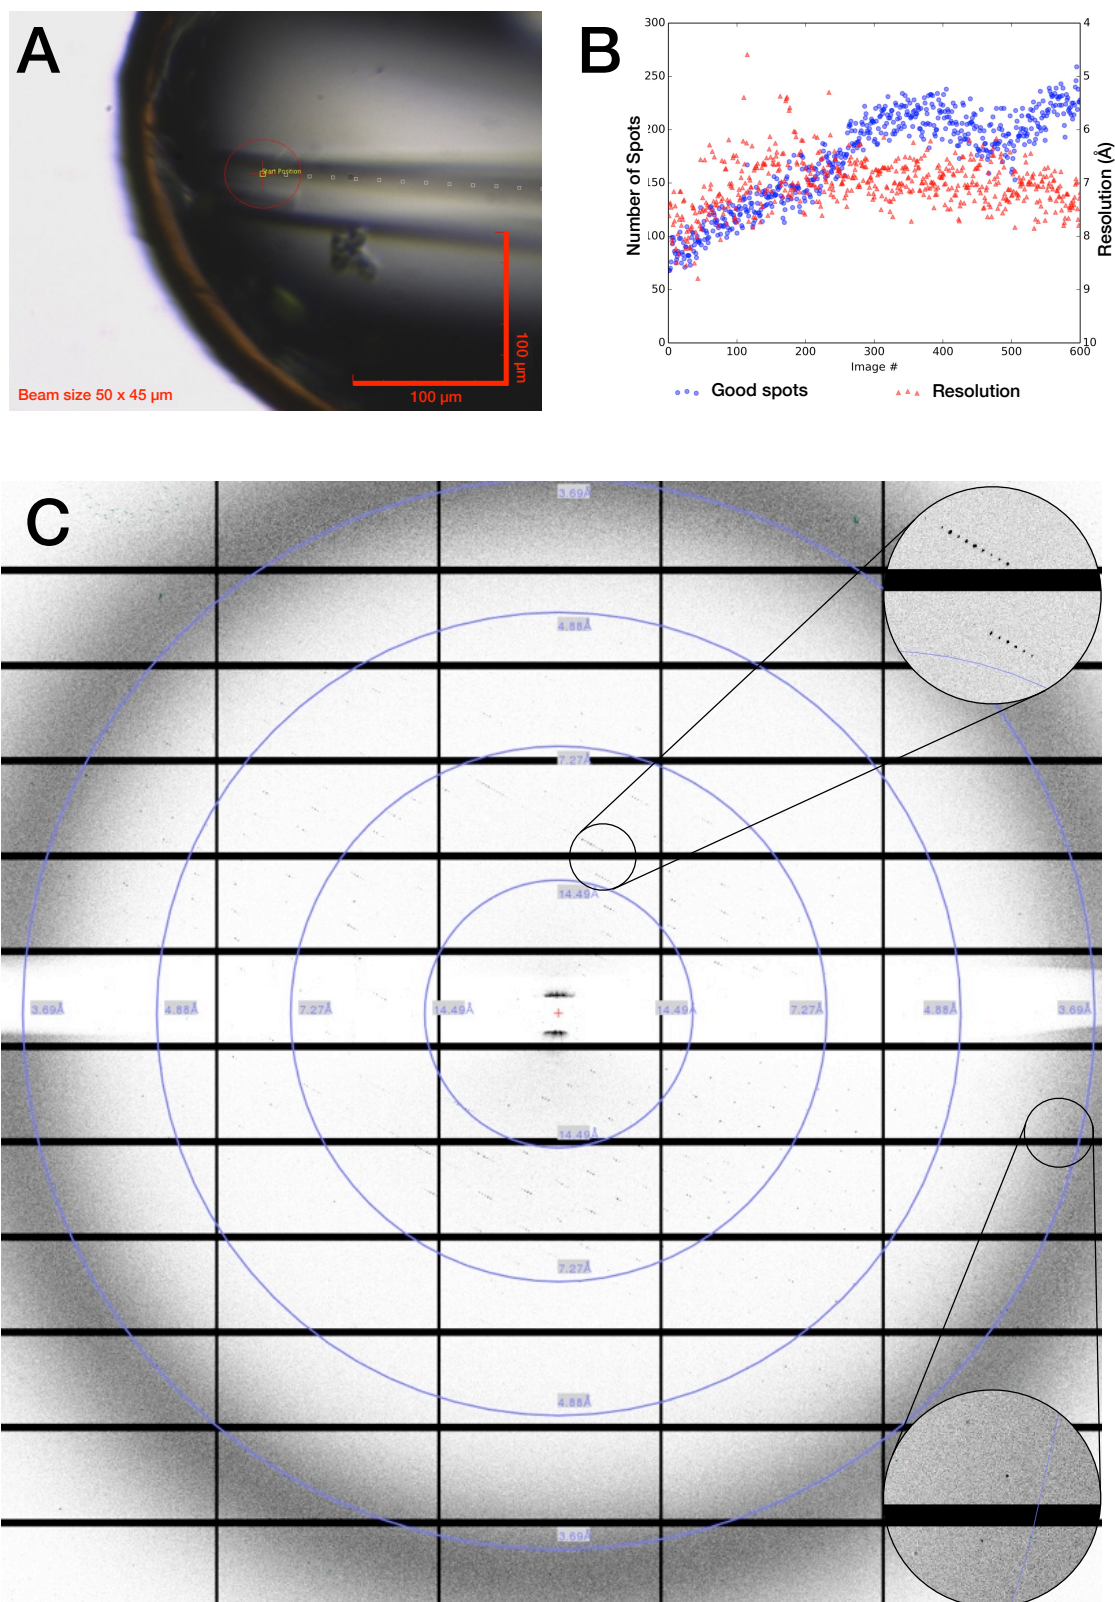 A
Start Position
100 µm
100 µm
Beam size 50 x 45 µm
B
300
250
200
150
100
50
0
Number of Spots
4
5
6
7
8
9
10
Resolution (Å)
0
100
200
300
400
500
600
Image #
Good spots
Resolution
C
3.69Å
4.88Å
7.27Å
14.49Å
3.69Å
4.88Å
7.27Å
14.49Å
14.49Å
7.27Å
4.88Å
3.69Å
14.49Å
7.27Å
4.88Å
3.69Å